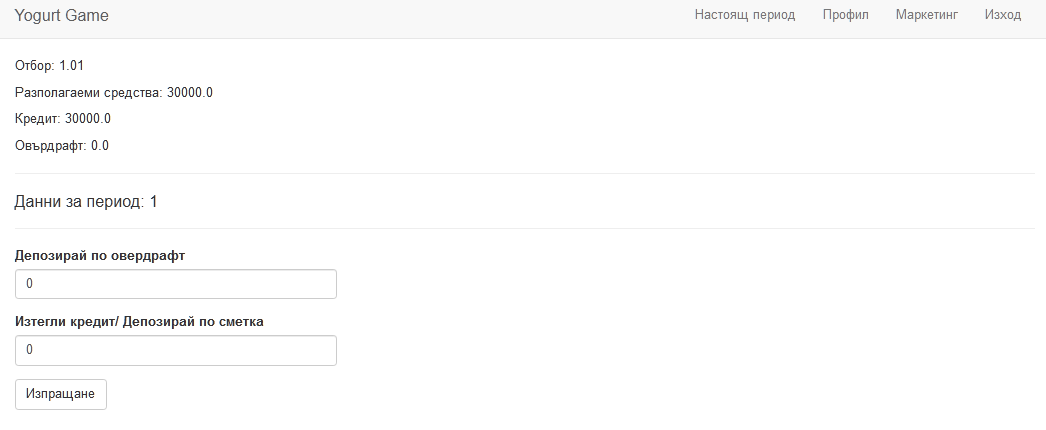 Yogurt Game Настоящ период Профил Маркетинг Изход
Отбор: 1.01
Разполагаеми средства: 30000.0
Кредит: 30000.0
Овърдрафт: 0.0
Данни за период: 1
Депозирай по овердрафт
0
Изтегли кредит/ Депозирай по сметка
0
Изпращане